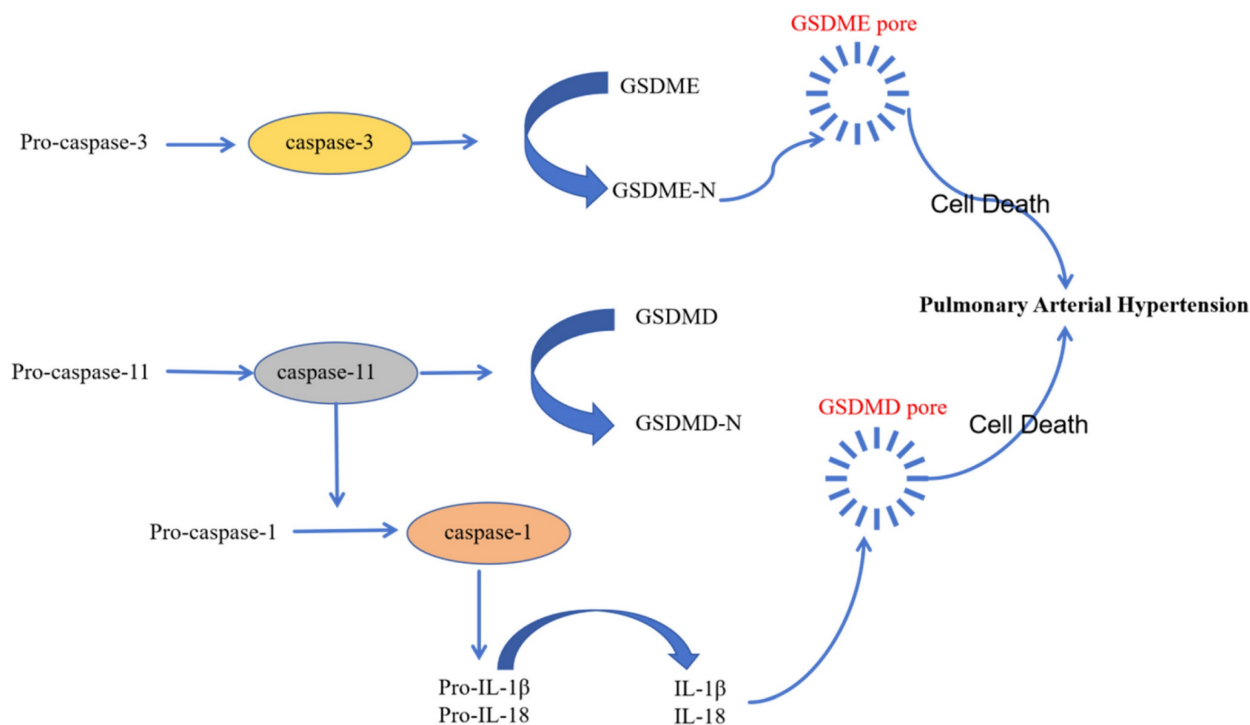 GSDME pore
GSDME
Pro-caspase-3
caspase-3
GSDME-N
Cell Death
Pulmonary Arterial Hypertension
GSDMD
Pro-caspase-11
caspase-11
GSDMD pore
GSDMD-N
Cell Death
Pro-caspase-1
caspase-1
Pro-IL-1β
Pro-IL-18
IL-1β
IL-18